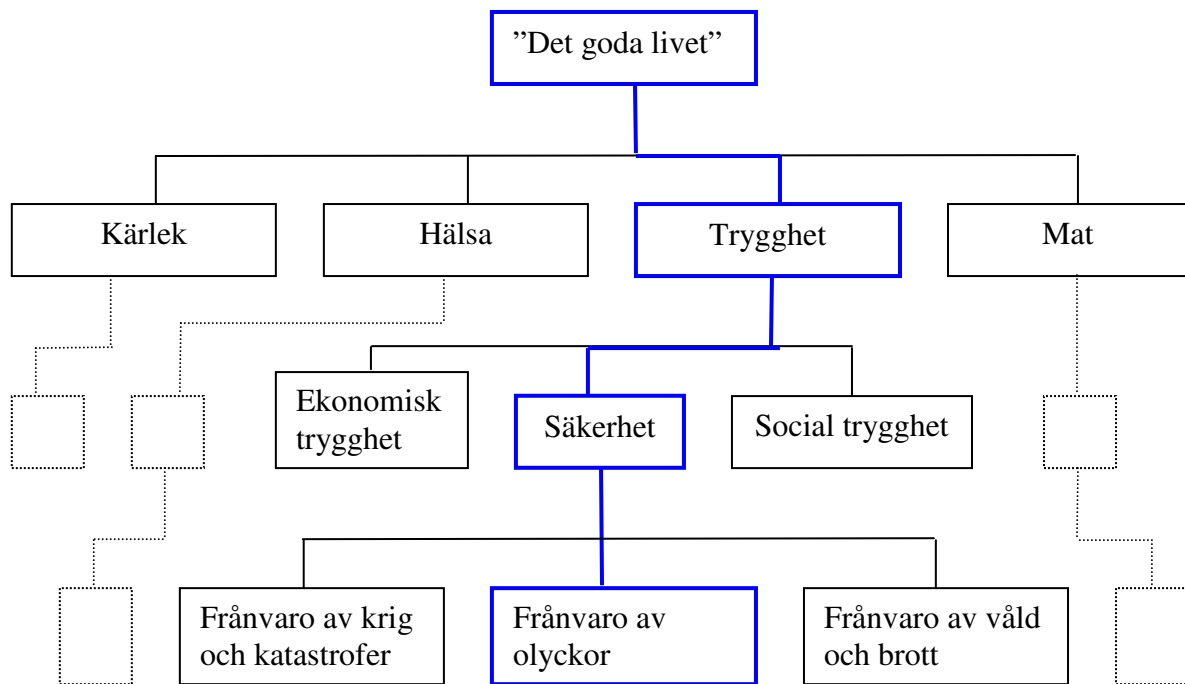 ”Det goda livet”
Kärlek
Hälsa
Trygghet
Mat
Ekonomisk
trygghet
Säkerhet
Social trygghet
Frånvaro av krig
och katastrofer
Frånvaro av
olyckor
Frånvaro av våld
och brott